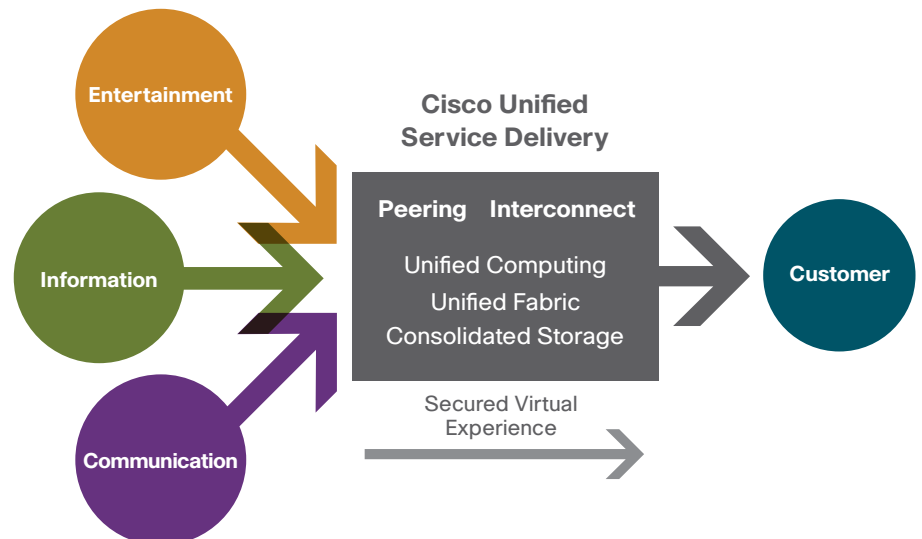 Entertainment
Information
Communication
Cisco Unified
Service Delivery
Peering Interconnect
Unified Computing
Unified Fabric
Consolidated Storage
Secured Virtual
Experience
Customer